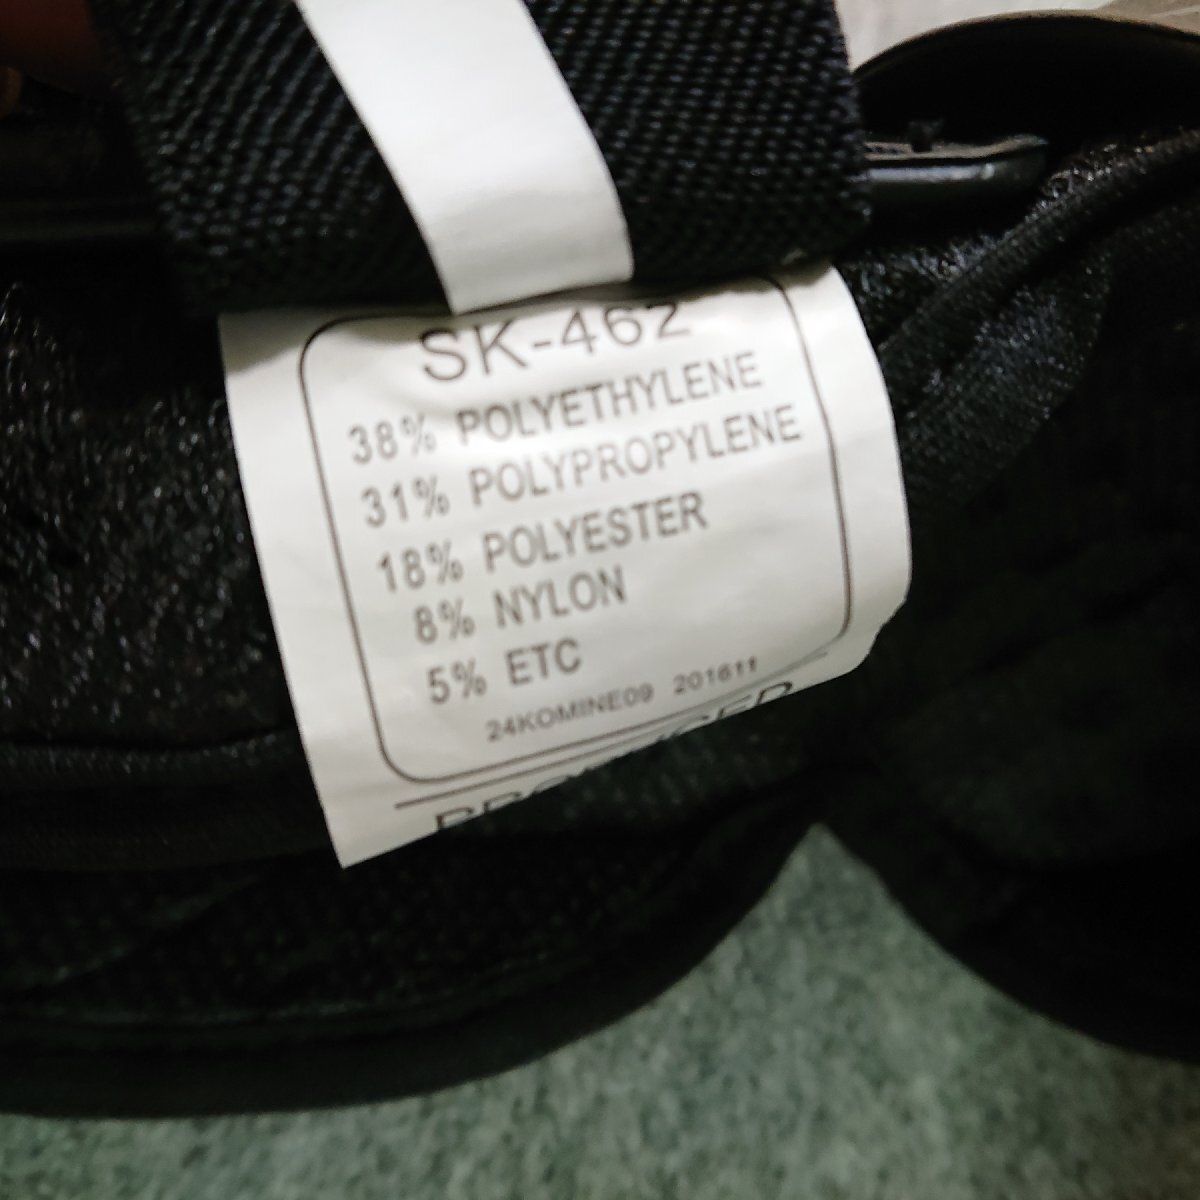 SK-462
38% POLYETHYLENE
31% POLYPROPYLENE
18% POLYESTER
8% NYLON
5% ETC
24KOMINE09 201611